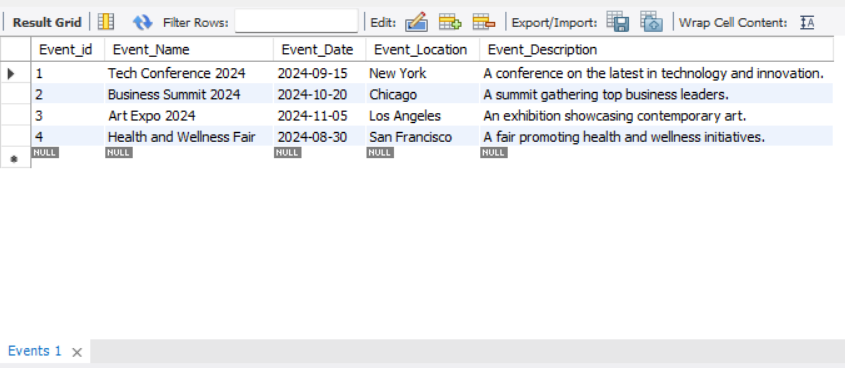 Result Grid Filter Rows: Edit: Export/Import: Wrap Cell Content: IA
Event_id Event_Name Event_Date Event_Location Event_Description
1 Tech Conference 2024 2024-09-15 New York A conference on the latest in technology and innovation.
2 Business Summit 2024 2024-10-20 Chicago A summit gathering top business leaders.
3 Art Expo 2024 2024-11-05 Los Angeles An exhibition showcasing contemporary art.
4 Health and Wellness Fair 2024-08-30 San Francisco A fair promoting health and wellness initiatives.
NULL NULL NULL NULL NULL
Events 1